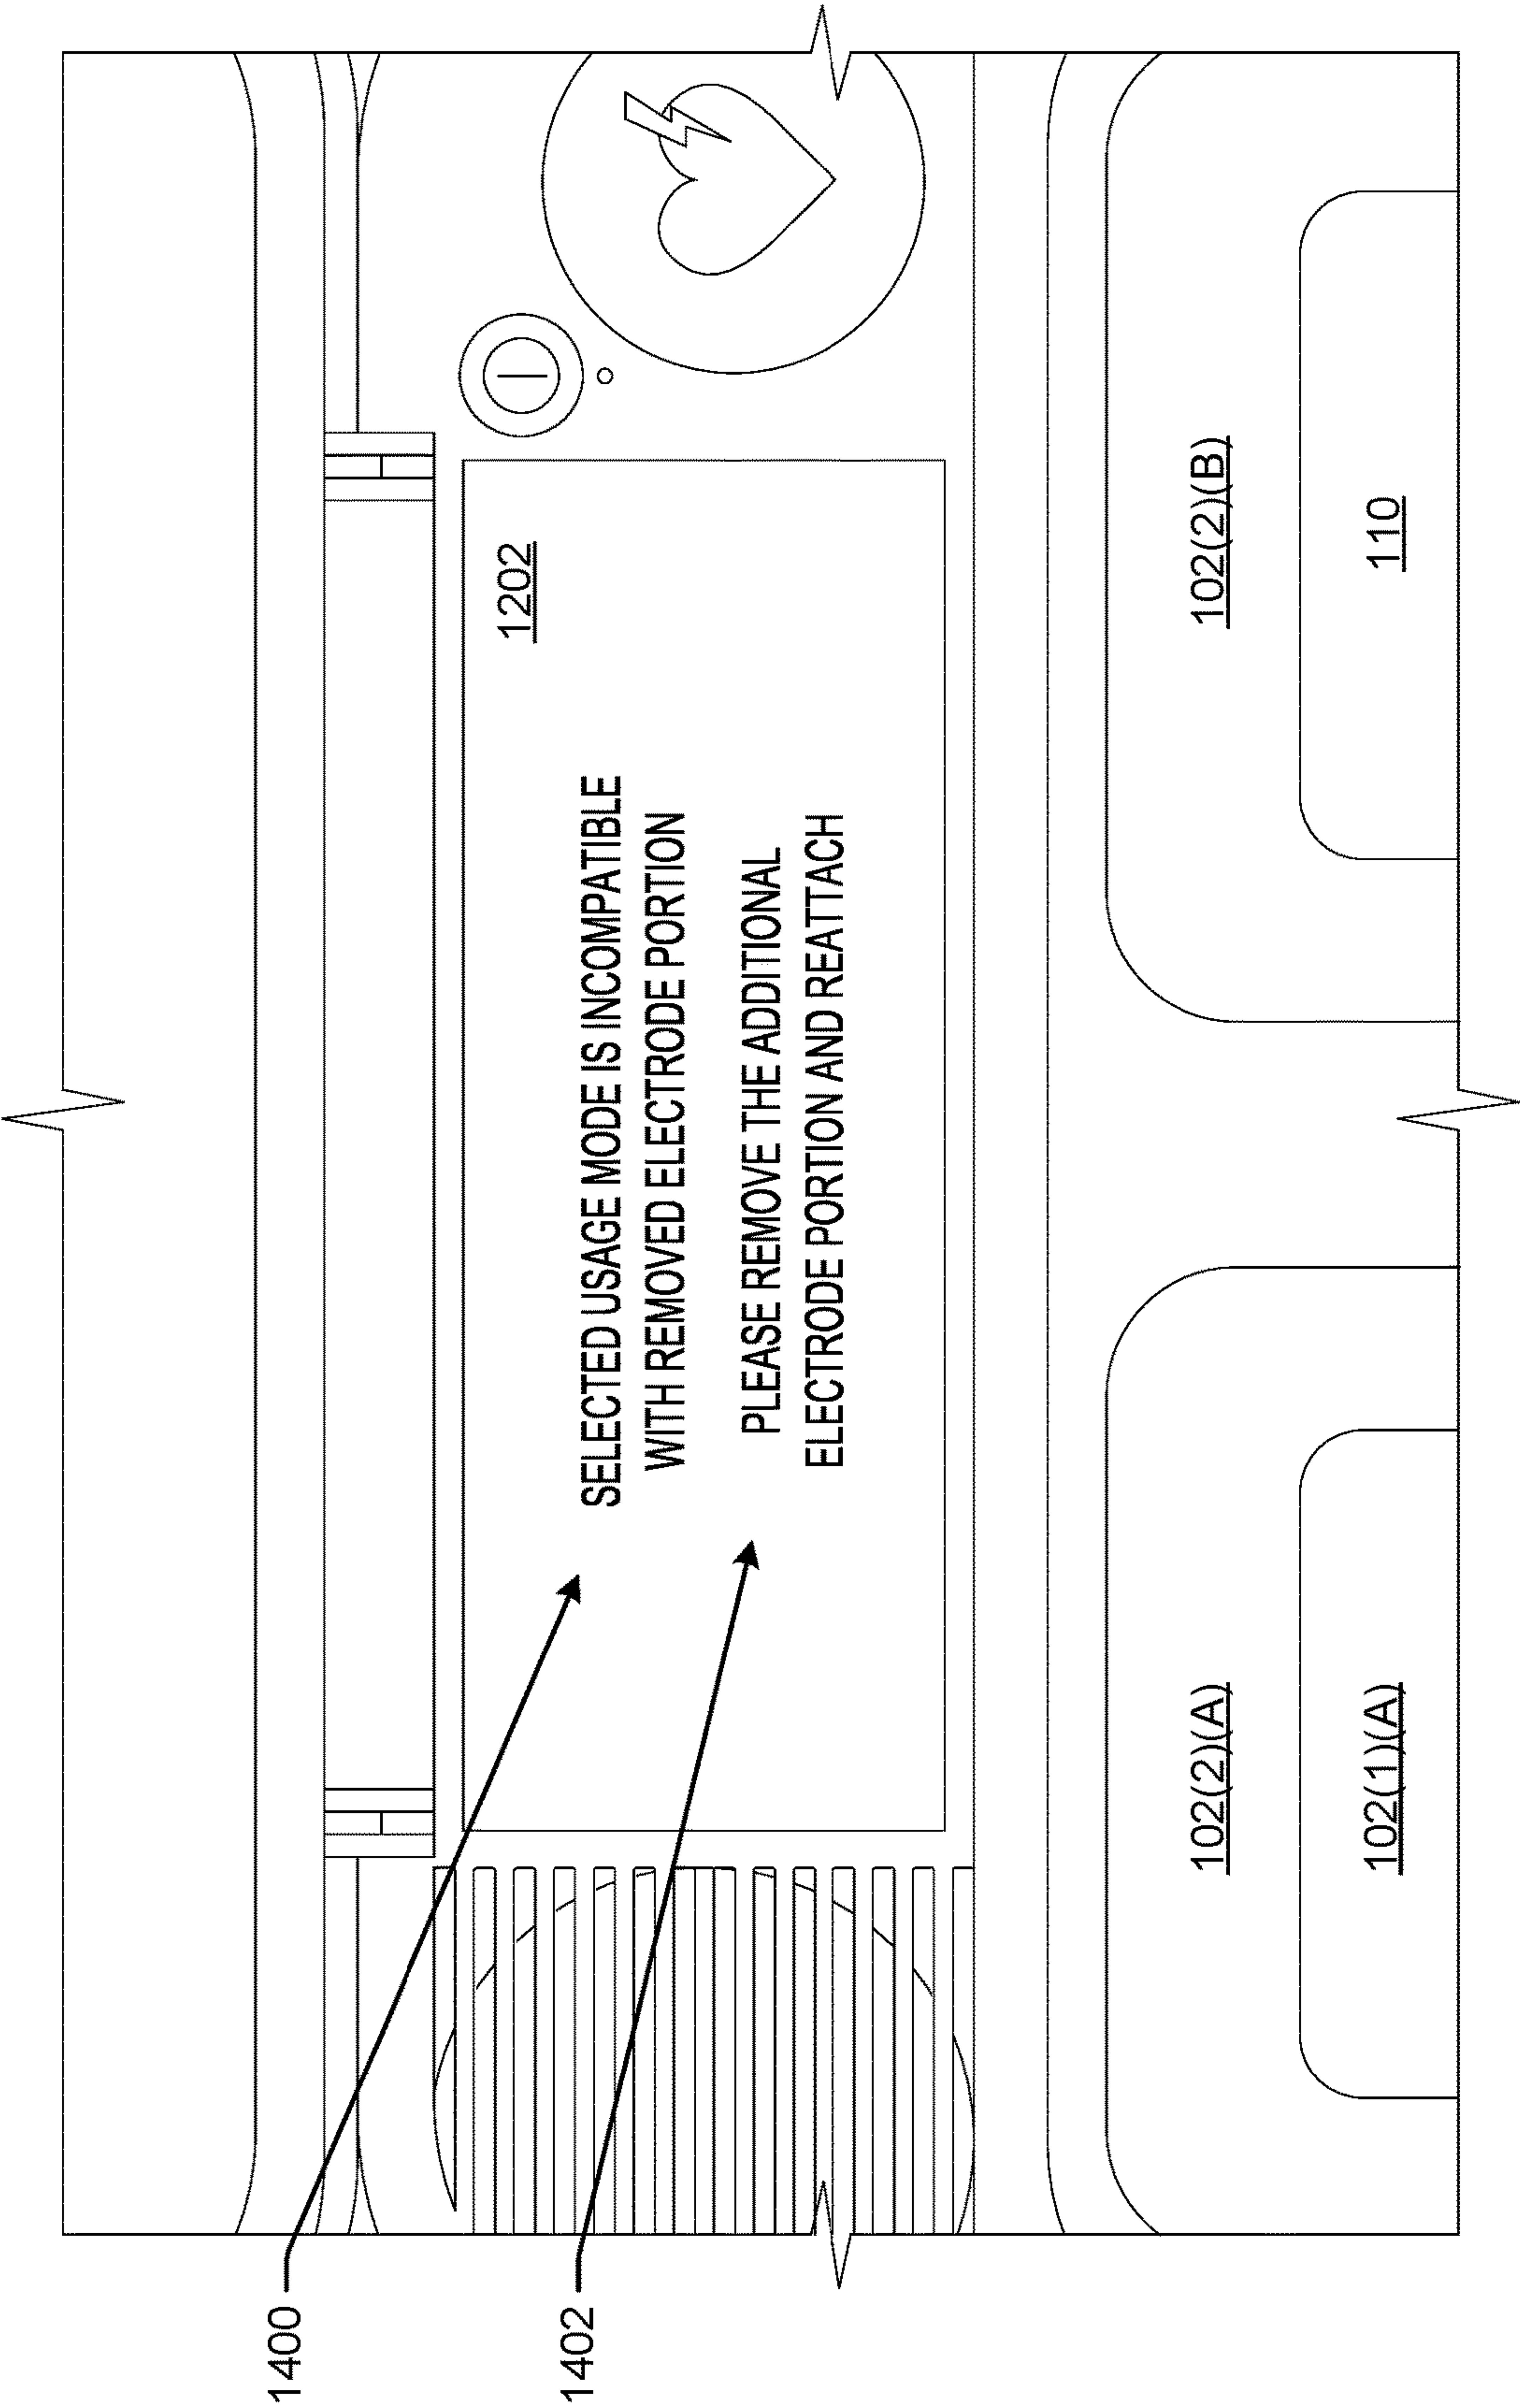 1202
SELECTED USAGE MODE IS INCOMPATIBLE
WITH REMOVED ELECTRODE PORTION
PLEASE REMOVE THE ADDITIONAL
ELECTRODE PORTION AND REATTACH
1400
1402
102(2)(A)
102(2)(B)
102(1)(A)
110